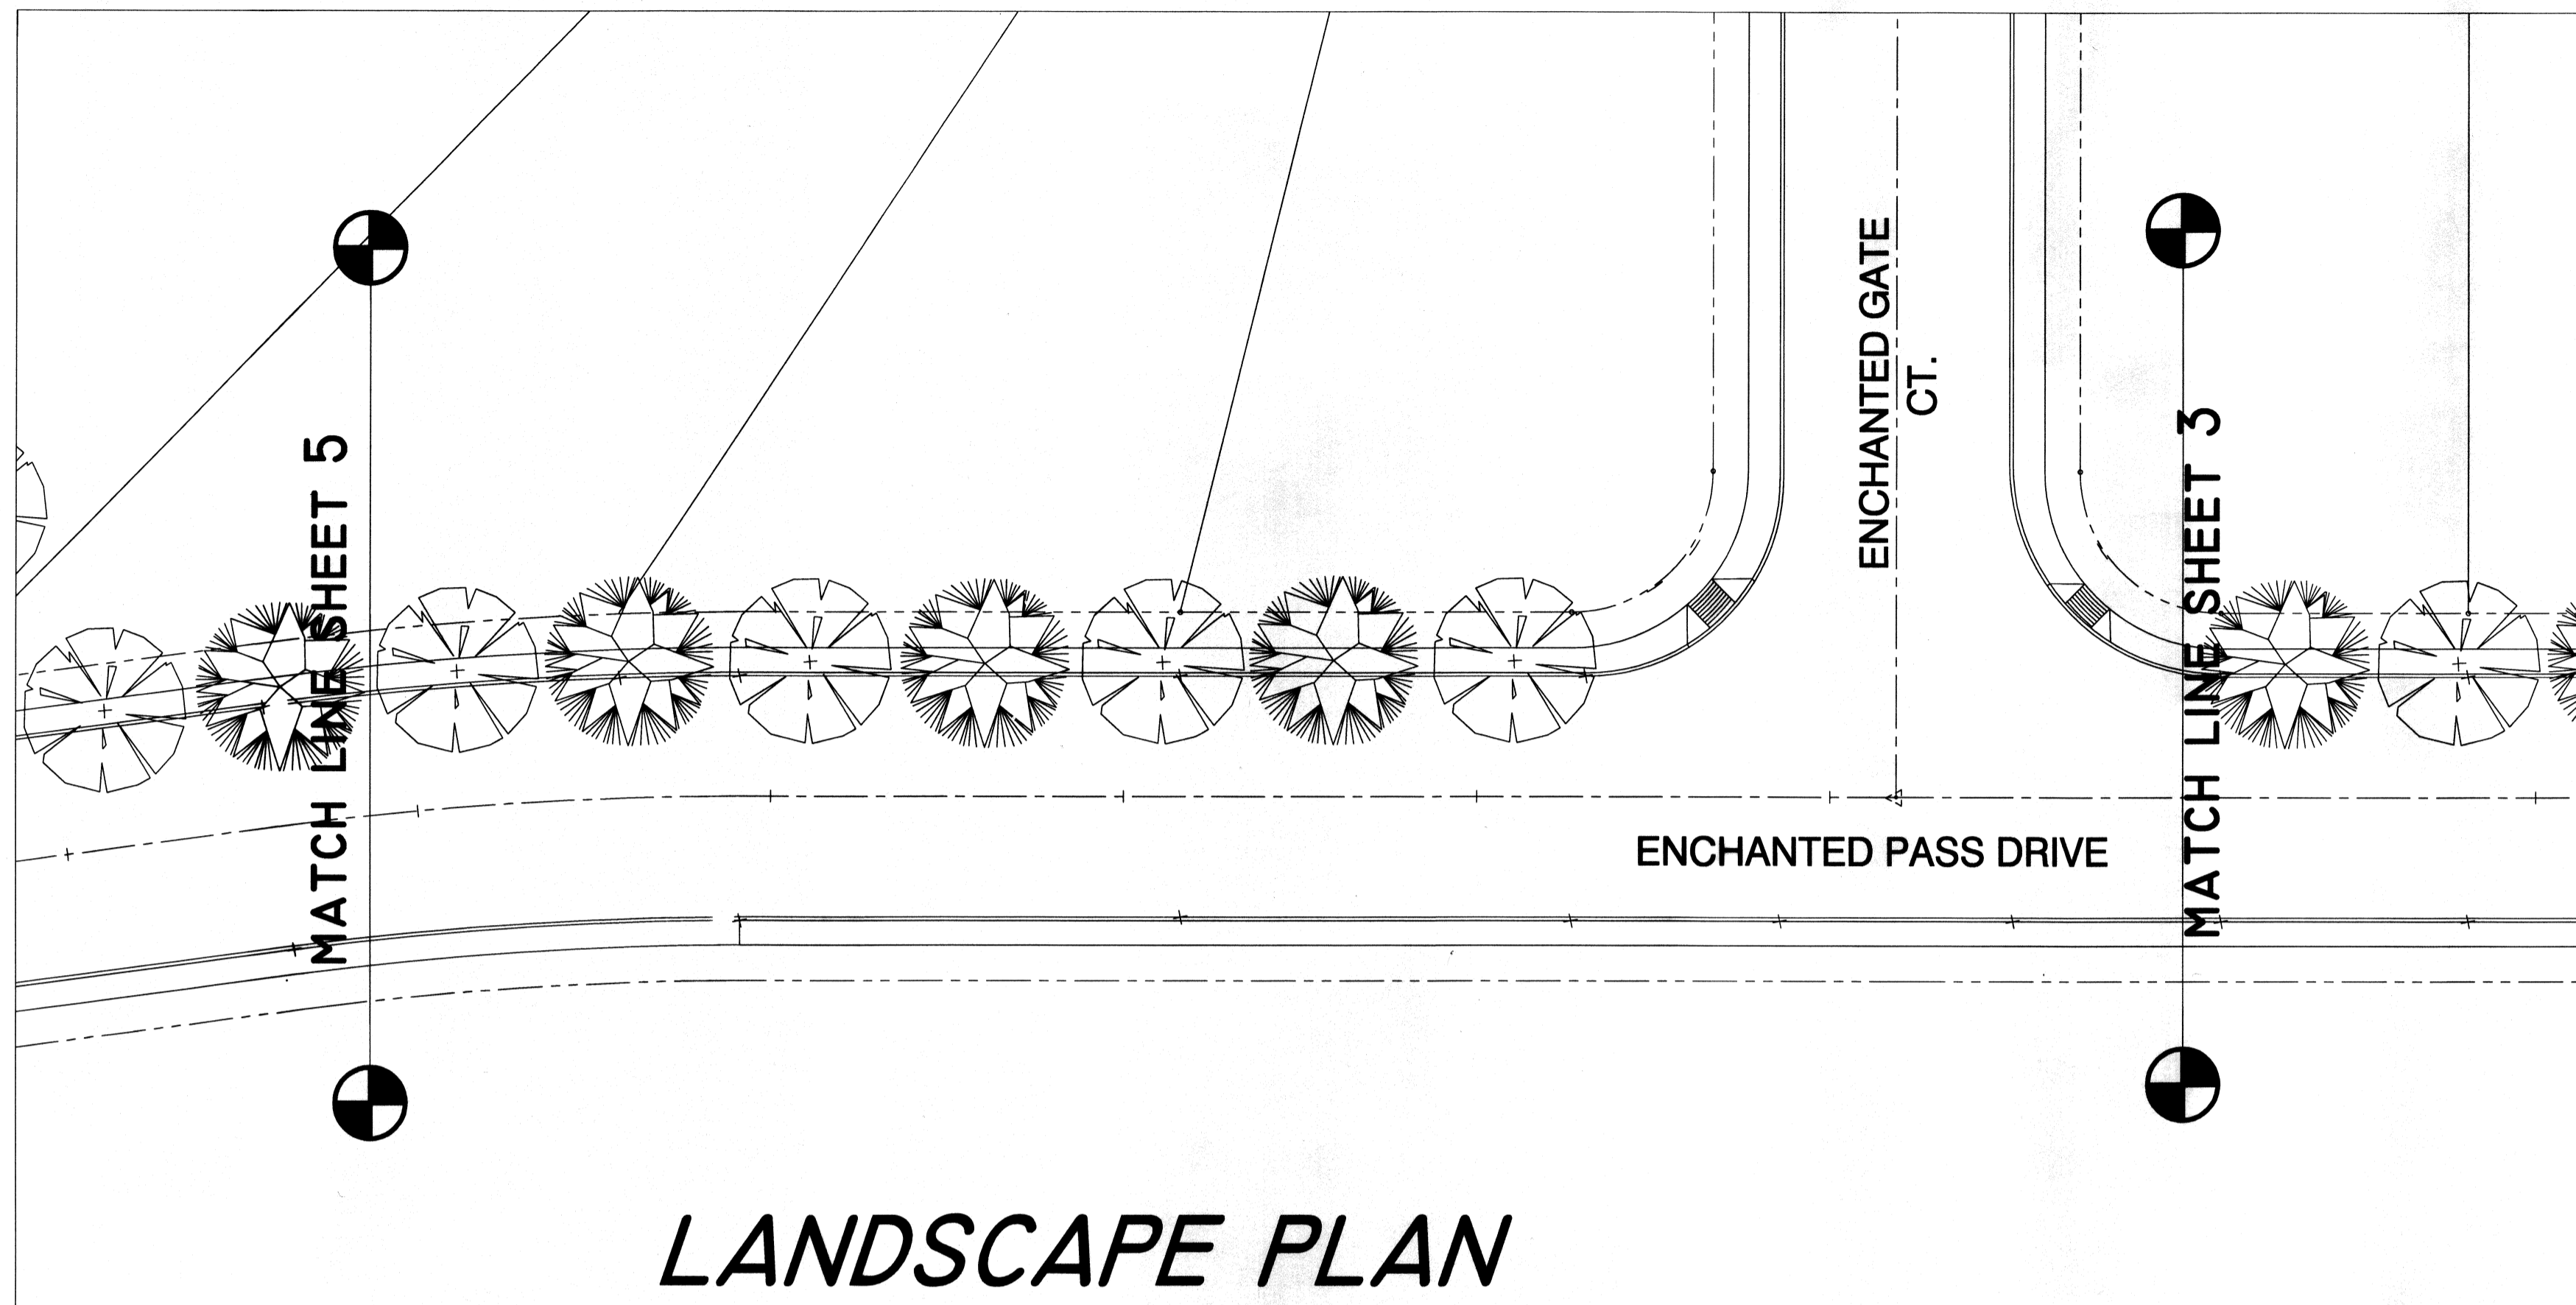 MATCH LINE SHEET 5
ENCHANTED GATE
CT.
MATCH LINE SHEET 3
ENCHANTED PASS DRIVE
LANDSCAPE PLAN